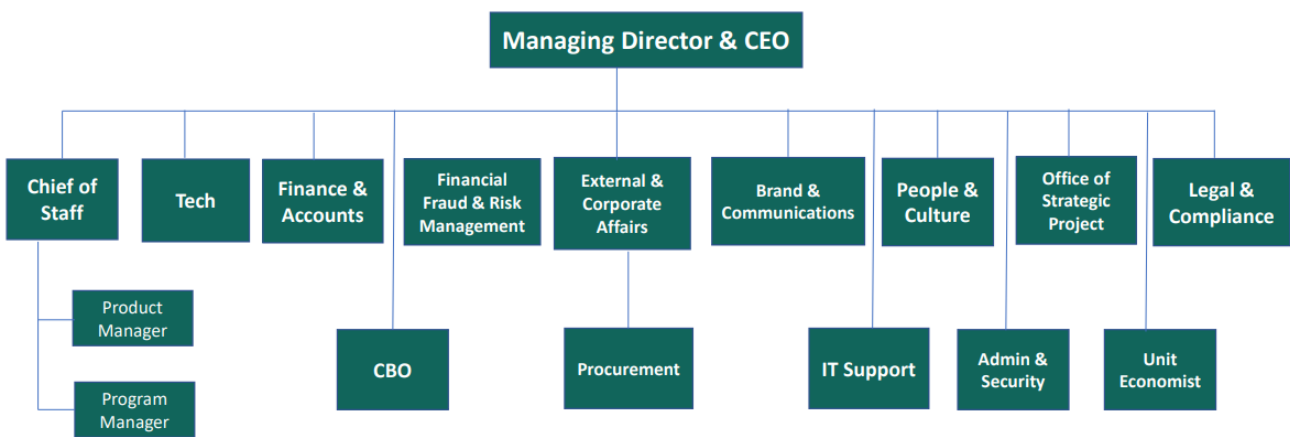 Managing Director & CEO
Chief of
Staff
Tech
Finance &
Accounts
Financial
Fraud & Risk
Management
External &
Corporate
Affairs
Brand &
Communications
People &
Culture
Office of
Strategic
Project
Legal &
Compliance
Product
Manager
Program
Manager
CBO
Procurement
IT Support
Admin &
Security
Unit
Economist